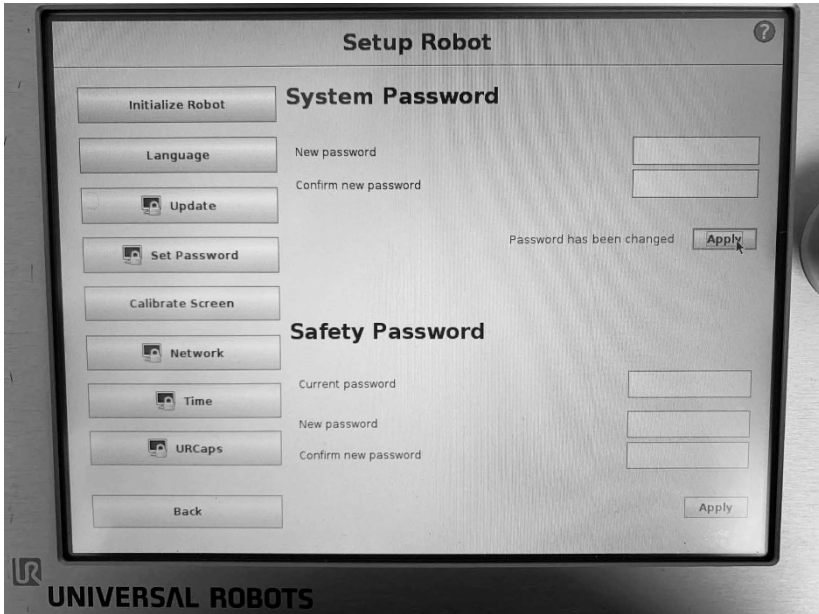 Setup Robot
?
Initialize Robot
Language
Update
Set Password
Calibrate Screen
Network
Time
URCaps
Back
System Password
New password
Confirm new password
Password has been changed
Apply
Safety Password
Current password
New password
Confirm new password
Apply
UR
UNIVERSAL ROBOTS